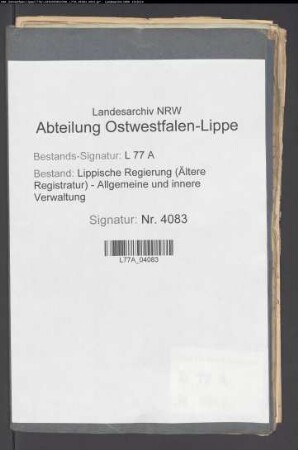 Landesarchiv NRW
Abteilung Ostwestfalen-Lippe
Bestands-Signatur: L 77 A
Bestand: Lippische Regierung (Ältere
Registratur) - Allgemeine und innere
Verwaltung
Signatur: Nr. 4083
L77A_04083
L 77 A